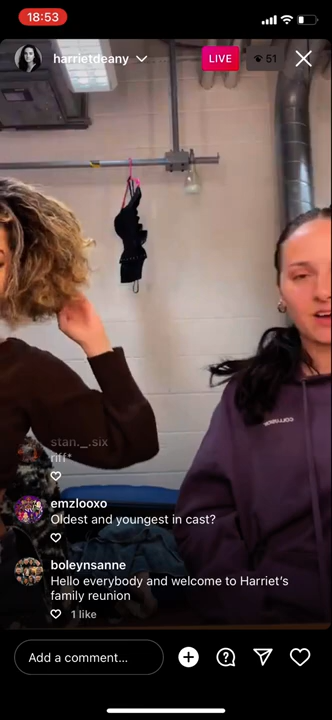 18:53
harrietdeany
LIVE
51
stan._.six
riff*
emzlooxo
Oldest and youngest in cast?
boleynsanne
Hello everybody and welcome to Harriet's
family reunion
1 like
Add a comment...